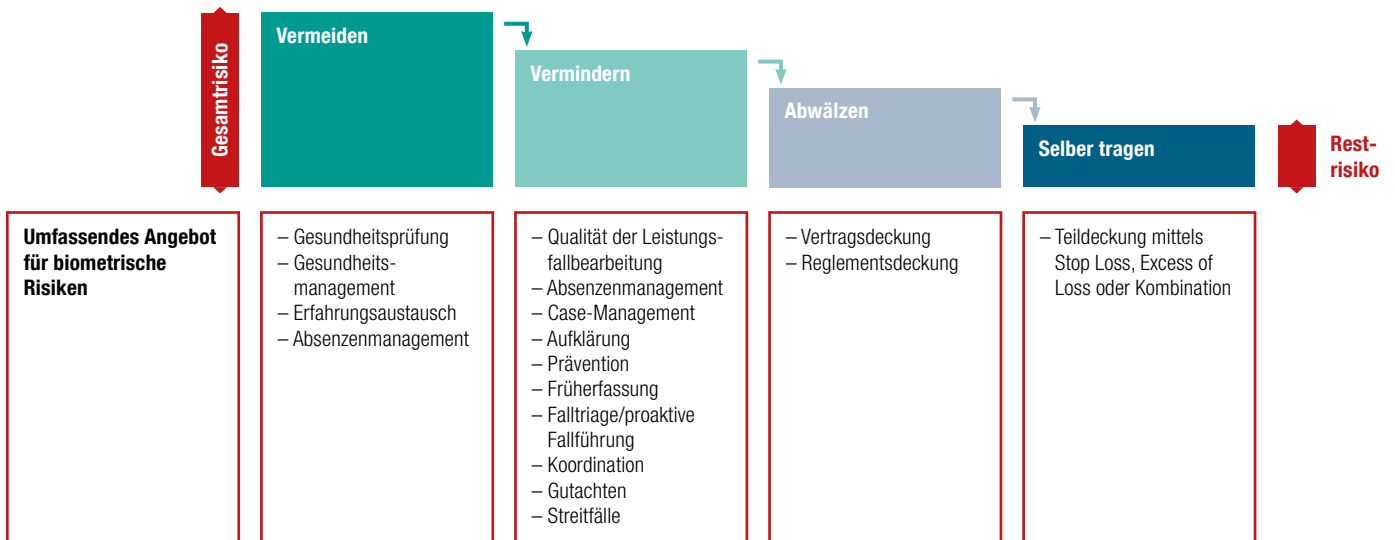 Gesamtrisiko
Vermeiden
Vermindern
Abwälzen
Selber tragen
Rest-
risiko
Umfassendes Angebot
für biometrische
Risiken
– Gesundheitsprüfung
– Gesundheits-
management
– Erfahrungsaustausch
– Absenzenmanagement
– Qualität der Leistungs-
fallbearbeitung
– Absenzenmanagement
– Case-Management
– Aufklärung
– Prävention
– Früherfassung
– Falltriage/proaktive
Fallführung
– Koordination
– Gutachten
– Streitfälle
– Vertragsdeckung
– Reglementsdeckung
– Teildeckung mittels
Stop Loss, Excess of
Loss oder Kombination